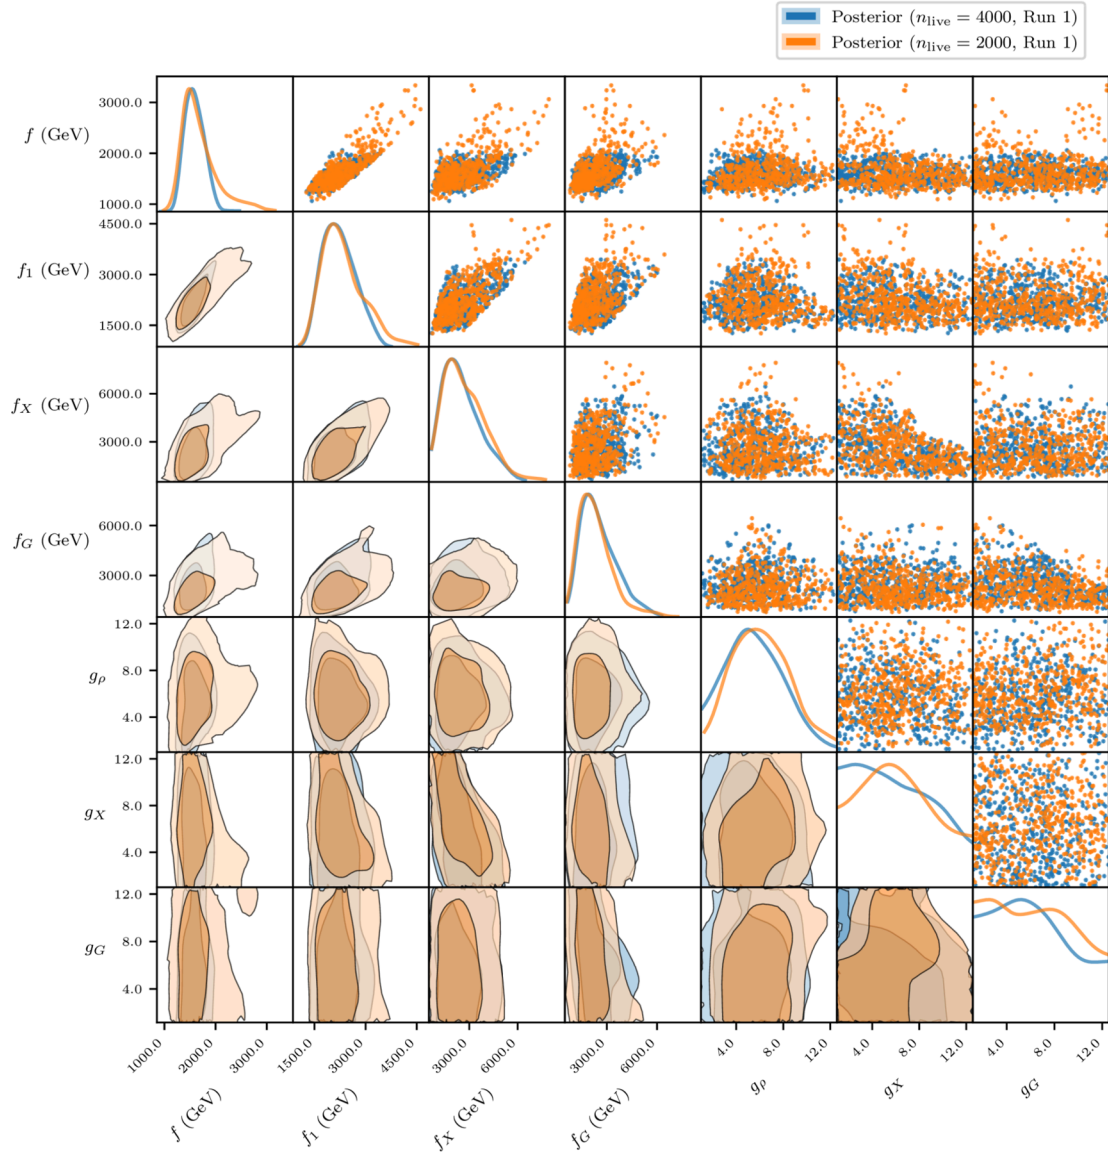 Posterior (n_live = 4000, Run 1)
Posterior (n_live = 2000, Run 1)
f (GeV)
3000.0
2000.0
1000.0
f_1 (GeV)
4500.0
3000.0
1500.0
f_X (GeV)
6000.0
3000.0
f_G (GeV)
6000.0
3000.0
g_ρ
12.0
8.0
4.0
g_X
12.0
8.0
4.0
g_G
12.0
8.0
4.0
1000.0 2000.0 3000.0 1500.0 3000.0 4500.0 3000.0 6000.0 3000.0 6000.0 4.0 8.0 12.0 4.0 8.0 12.0 4.0 8.0 12.0
f (GeV) f_1 (GeV) f_X (GeV) f_G (GeV) g_ρ g_X g_G